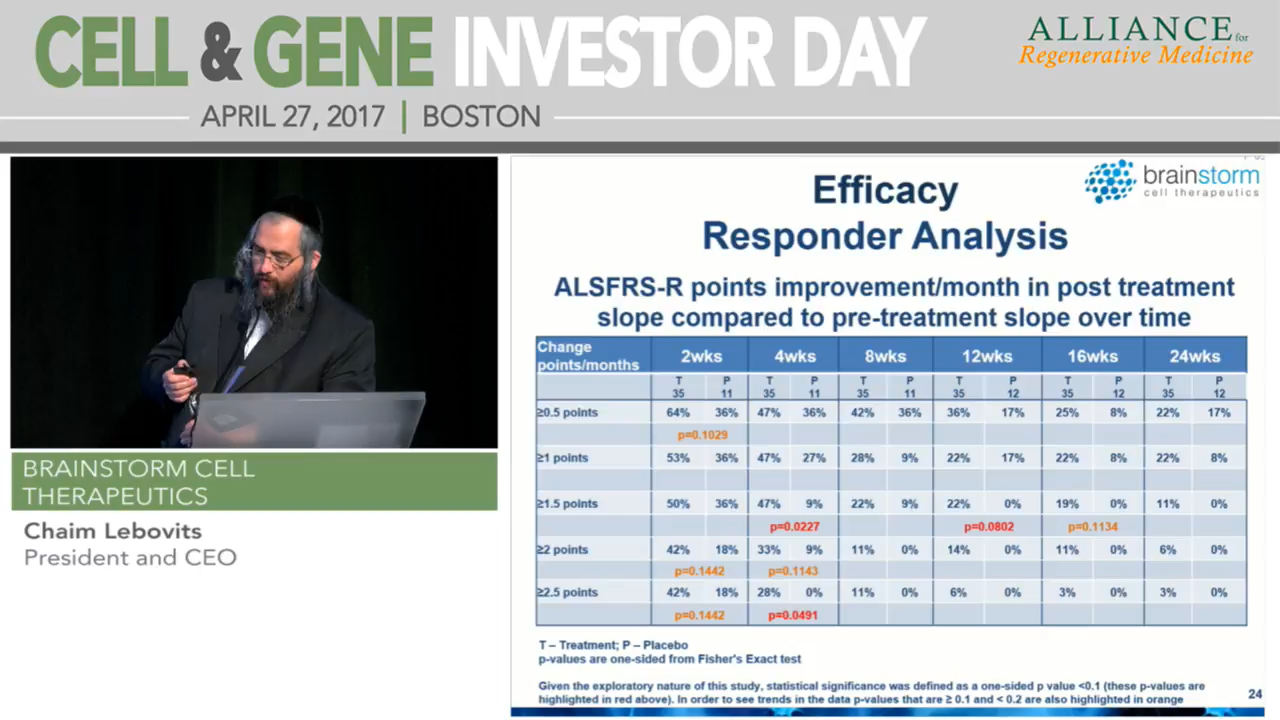 CELL & GENE INVESTOR DAY
APRIL 27, 2017 | BOSTON
ALLIANCE for
Regenerative Medicine
BRAINSTORM CELL
THERAPEUTICS
Chaim Lebovits
President and CEO
brainstorm
cell therapeutics
Efficacy
Responder Analysis
ALSFRS-R points improvement/month in post treatment
slope compared to pre-treatment slope over time
Change points/months 2wks 4wks 8wks 12wks 16wks 24wks
T P T P T P T P T P T P
35 11 35 11 35 11 35 12 35 12 35 12
≥0.5 points 64% 36% 47% 36% 42% 36% 36% 17% 25% 8% 22% 17%
p=0.1029
≥1 points 53% 36% 47% 27% 28% 9% 22% 17% 22% 8% 22% 8%
≥1.5 points 50% 36% 47% 9% 22% 9% 22% 0% 19% 0% 11% 0%
p=0.0227 p=0.0802 p=0.1134
≥2 points 42% 18% 33% 9% 11% 0% 14% 0% 11% 0% 6% 0%
p=0.1442 p=0.1143
≥2.5 points 42% 18% 28% 0% 11% 0% 6% 0% 3% 0% 3% 0%
p=0.1442 p=0.0491
T – Treatment; P – Placebo
p-values are one-sided from Fisher's Exact test
Given the exploratory nature of this study, statistical significance was defined as a one-sided p value <0.1 (these p-values are
highlighted in red above). In order to see trends in the data p-values that are ≥ 0.1 and < 0.2 are also highlighted in orange
24